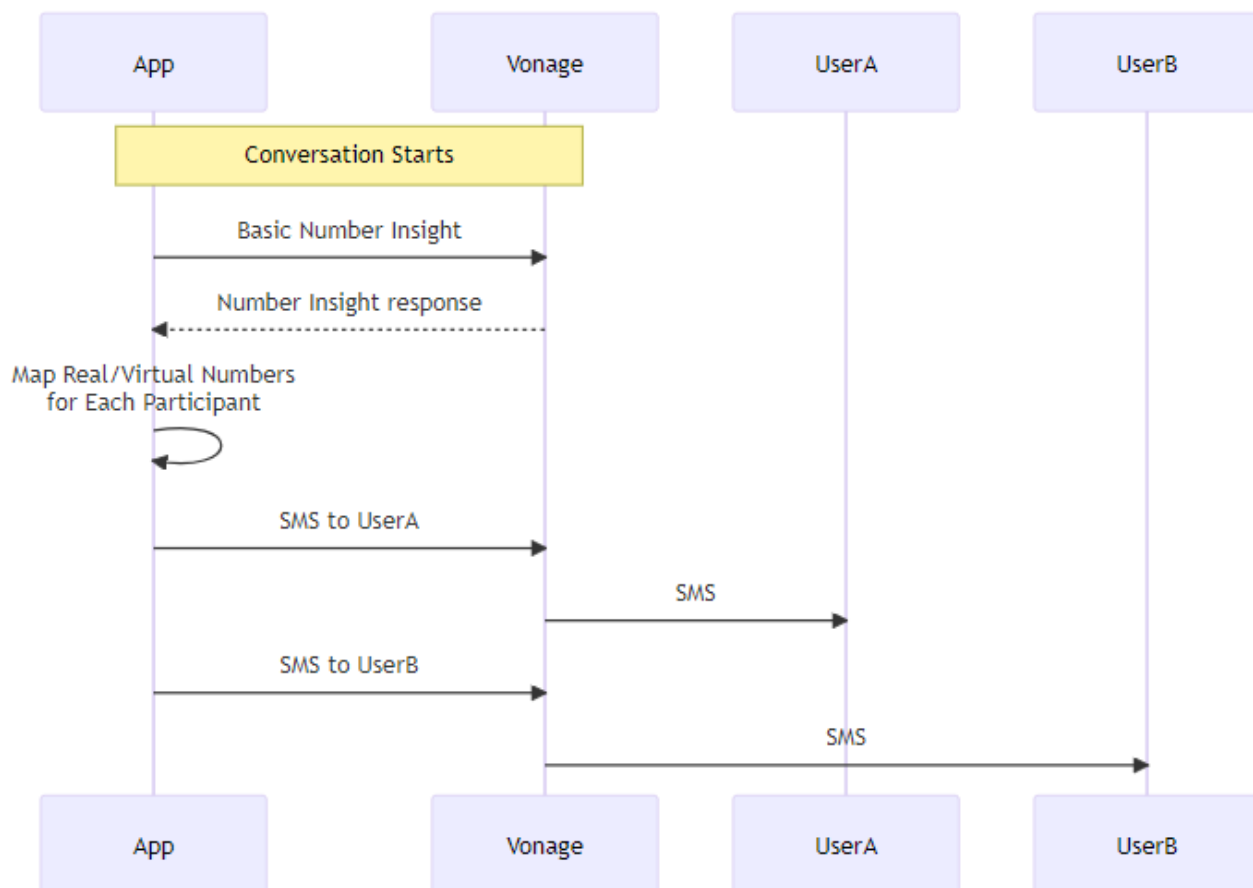 App
Vonage
UserA
UserB
Conversation Starts
Basic Number Insight
Number Insight response
Map Real/Virtual Numbers
for Each Participant
SMS to UserA
SMS
SMS to UserB
SMS
App
Vonage
UserA
UserB